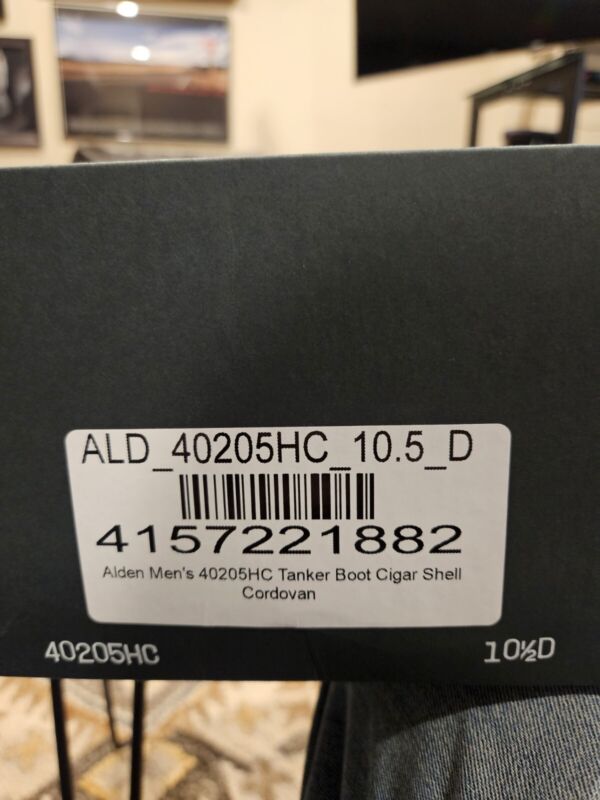 ALD_40205HC_10.5_D
4157221882
Alden Men's 40205HC Tanker Boot Cigar Shell
Cordovan
40205HC
10½D